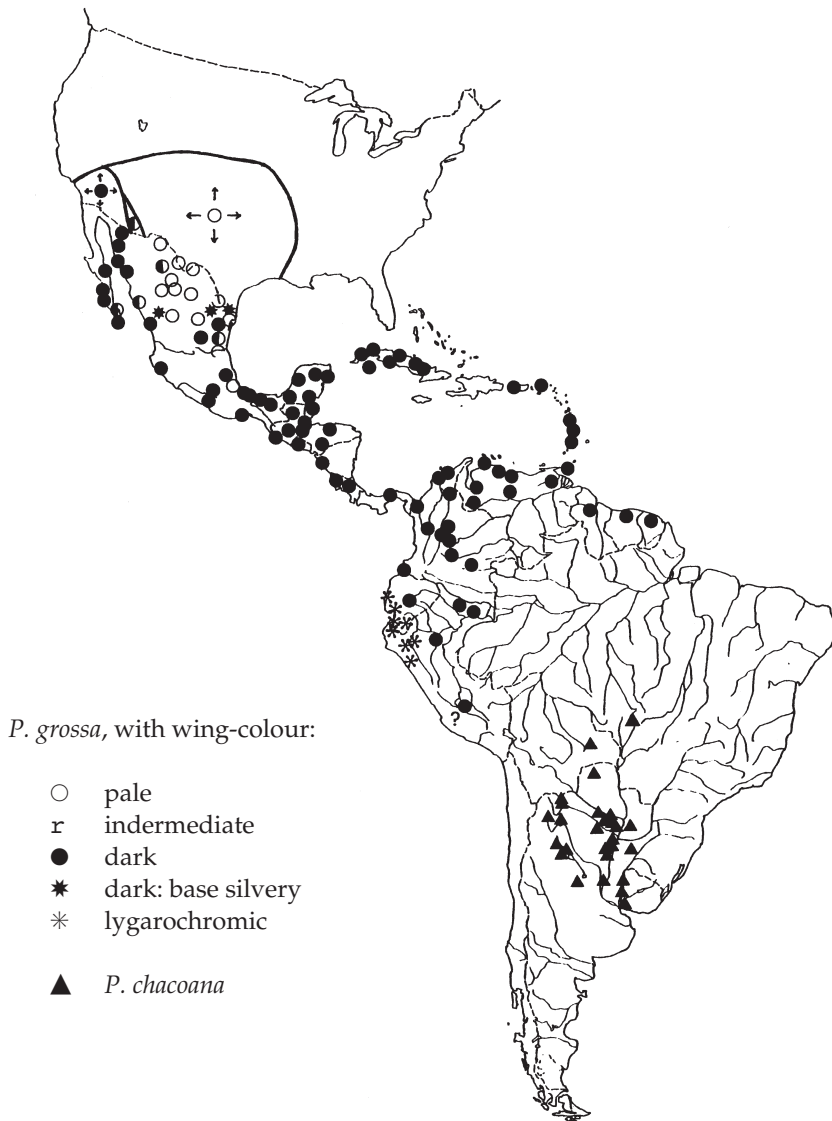 P. grossa, with wing-colour:
pale
r indermediate
dark
dark: base silvery
lygarochromic
P. chacoana
?